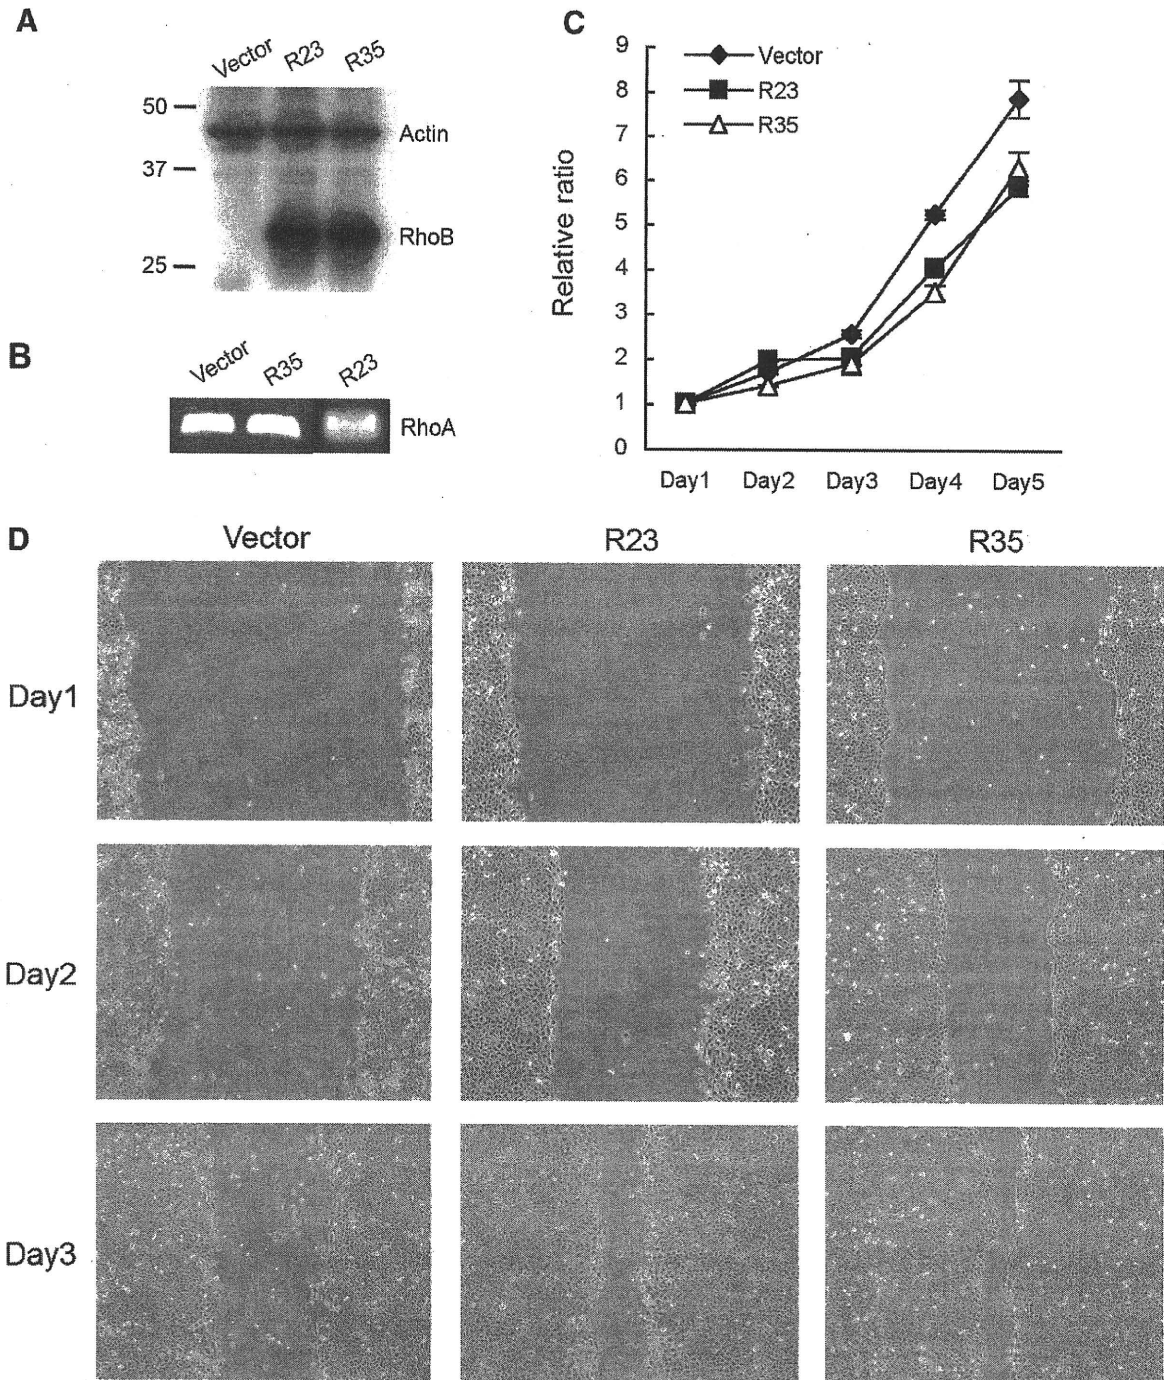 A
Vector R23 R35
50
Actin
37
RhoB
25
B
Vector R35 R23
RhoA
C
Relative ratio
9
8
7
6
5
4
3
2
1
0
Vector
R23
R35
Day1 Day2 Day3 Day4 Day5
D
Vector R23 R35
Day1
Day2
Day3